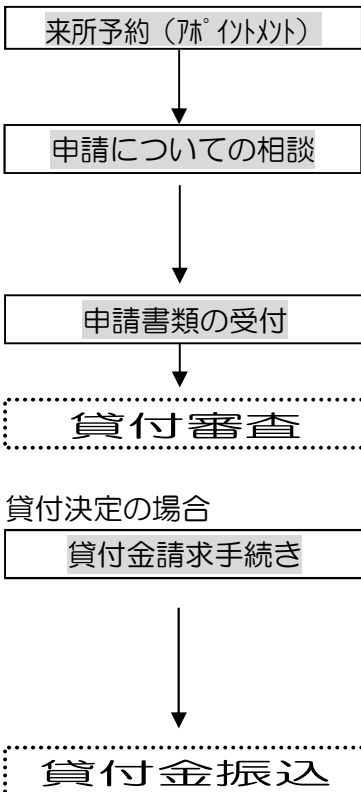 来所予約（ｱﾎﾟｲﾝﾄﾒﾝﾄ）
申請についての相談
申請書類の受付
貸付審査
貸付決定の場合
貸付金請求手続き
貸付金振込